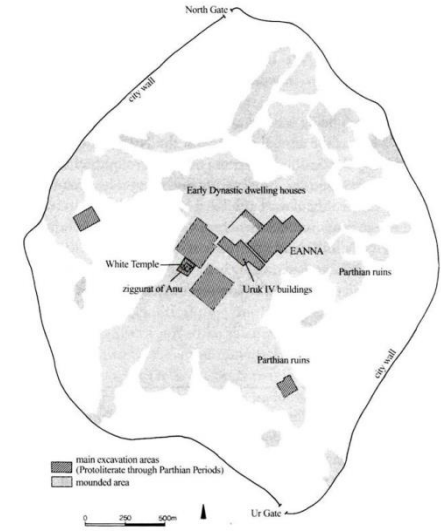 North Gate
city wall
Early Dynastic dwelling houses
EANNA
White Temple
ziggurat of Anu
Uruk IV buildings
Parthian ruins
Parthian ruins
city wall
main excavation areas
(Protoliterate through Parthian Periods)
mounded area
Ur Gate
0 250 500m